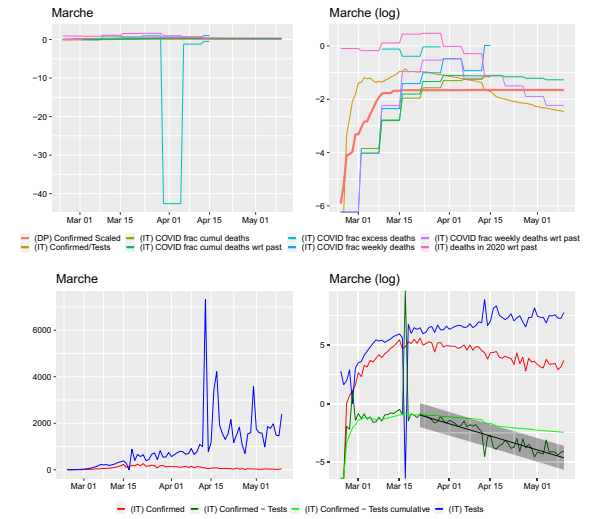 Marche
0
−10
−20
−30
−40
Mar 01 Mar 15 Apr 01 Apr 15 May 01
Marche (log)
0
−2
−4
−6
Mar 01 Mar 15 Apr 01 Apr 15 May 01
(DP) Confirmed Scaled (IT) COVID frac cumul deaths (IT) COVID frac excess deaths (IT) COVID frac weekly deaths wrt past
(IT) Confirmed/Tests (IT) COVID frac cumul deaths wrt past (IT) COVID frac weekly deaths (IT) deaths in 2020 wrt past
Marche
6000
4000
2000
0
Mar 01 Mar 15 Apr 01 Apr 15 May 01
Marche (log)
5
0
−5
Mar 01 Mar 15 Apr 01 Apr 15 May 01
(IT) Confirmed (IT) Confirmed − Tests (IT) Confirmed − Tests cumulative (IT) Tests